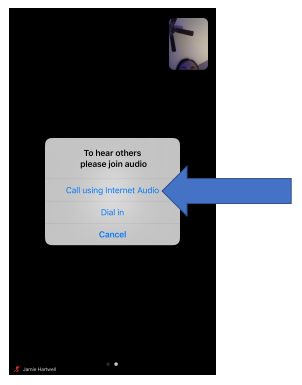 To hear others
please join audio
Call using Internet Audio
Dial in
Cancel
Jamie Hartwell